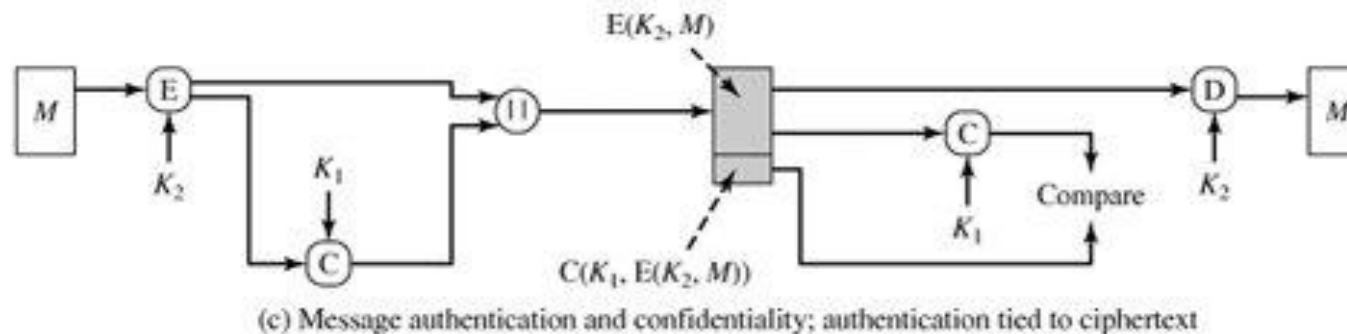 E(K₂, M)
M E || C D M
K₂ K₁ K₁ Compare K₂
C
C(K₁, E(K₂, M))
(c) Message authentication and confidentiality; authentication tied to ciphertext